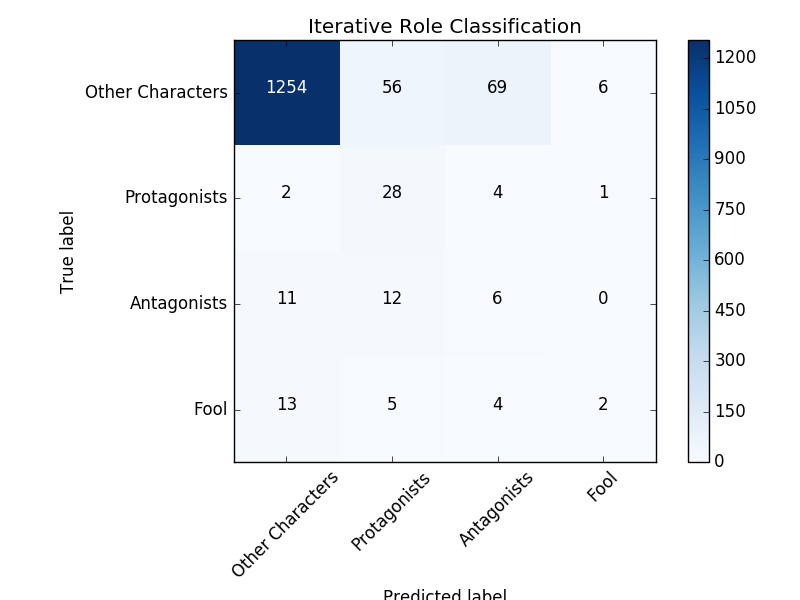 Iterative Role Classification
Other Characters 1254 56 69 6
Protagonists 2 28 4 1
Antagonists 11 12 6 0
Fool 13 5 4 2
True label
Other Characters Protagonists Antagonists Fool
Predicted label
1200
1050
900
750
600
450
300
150
0